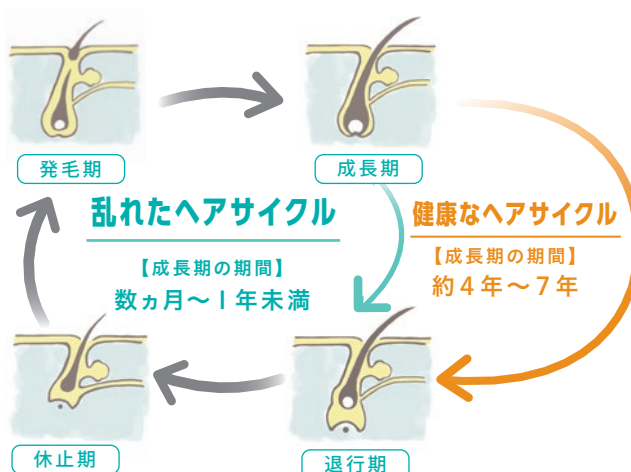 発毛期
成長期
乱れたヘアサイクル
【成長期の期間】
数ヵ月～1年未満
健康なヘアサイクル
【成長期の期間】
約4年～7年
休止期
退行期